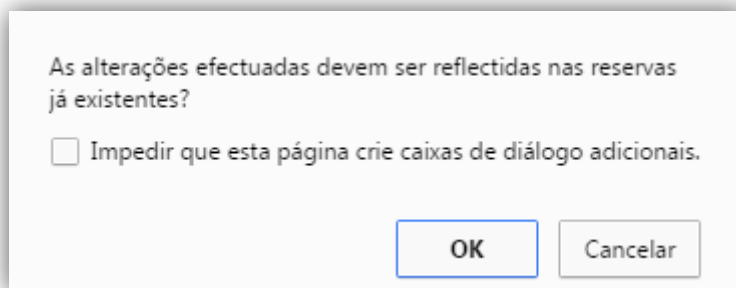 As alterações efectuadas devem ser reflectidas nas reservas
já existentes?
Impedir que esta página crie caixas de diálogo adicionais.
OK
Cancelar